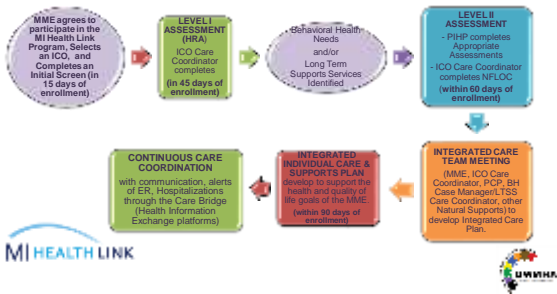 MME agrees to
participate in the
MI Health Link
Program, Selects
an ICO, and
Completes an
Initial Screen (in
15 days of
enrollment)
LEVEL I
ASSESSMENT
(HRA)
ICO Care
Coordinator
completes
(in 45 days of
enrollment)
Behavioral Health
Needs
and/or
Long Term
Supports Services
Identified
LEVEL II
ASSESSMENT
- PIHP completes
Appropriate
Assessments
- ICO Care Coordinator
completes NFLOC
(within 60 days of
enrollment)
INTEGRATED CARE
TEAM MEETING
(MME, ICO Care
Coordinator, PCP, BH
Case Manager/LTSS
Care Coordinator, other
Natural Supports) to
develop Integrated Care
Plan.
INTEGRATED
INDIVIDUAL CARE &
SUPPORTS PLAN
develop to support the
health and quality of
life goals of the MME.
(within 90 days of
enrollment)
CONTINUOUS CARE
COORDINATION
with communication, alerts
of ER, Hospitalizations
through the Care Bridge
(Health Information
Exchange platforms)
MI HEALTH LINK